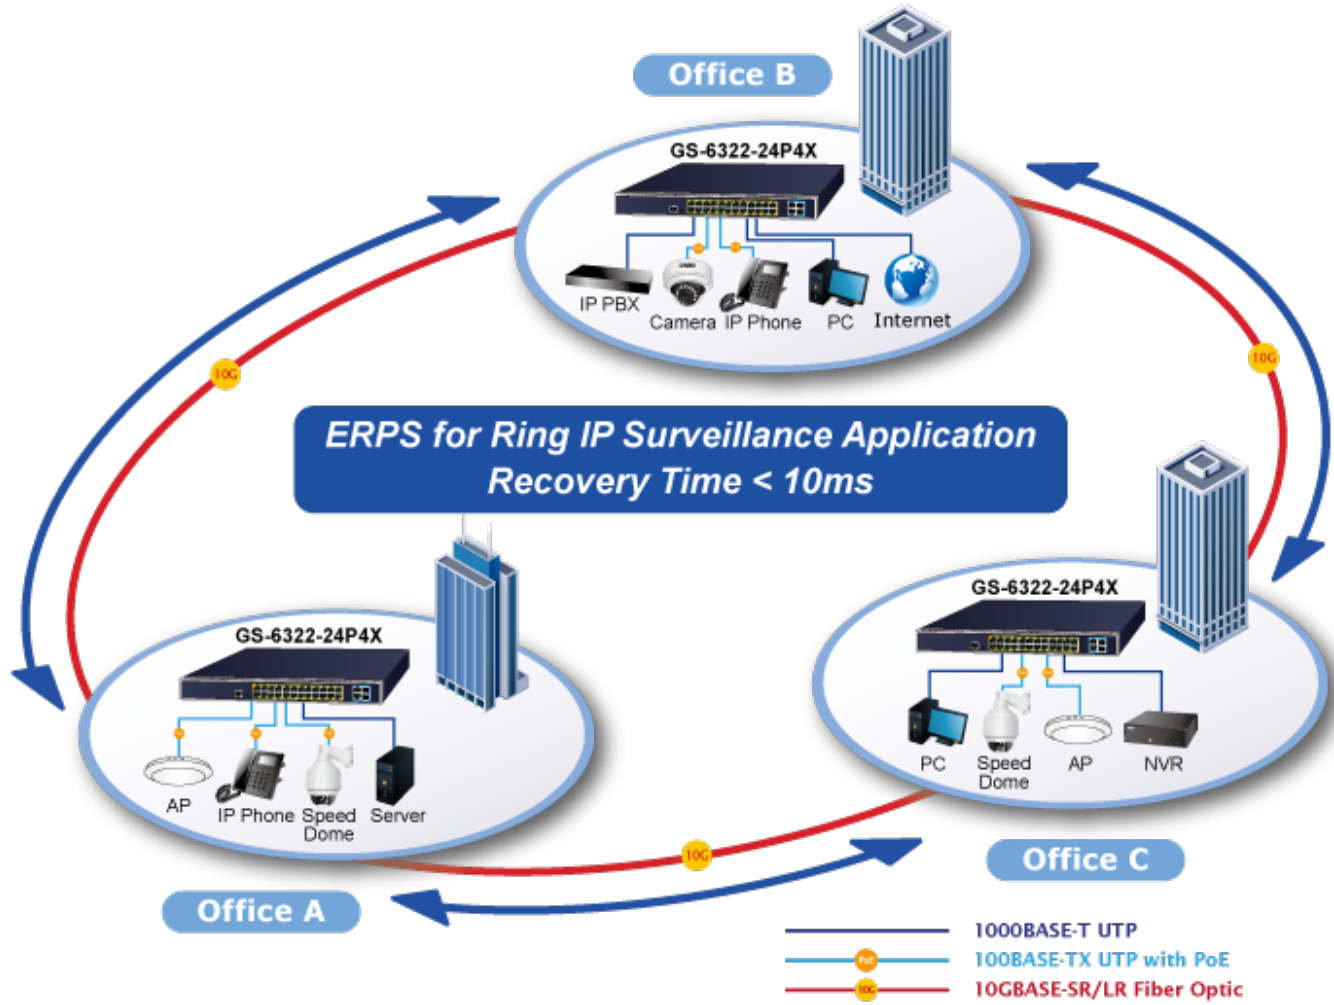 Office B
GS-6322-24P4X
IP PBX
Camera
IP Phone
PC
Internet
10G
10G
ERPS for Ring IP Surveillance Application
Recovery Time < 10ms
GS-6322-24P4X
AP
IP Phone
Speed
Dome
Server
Office A
GS-6322-24P4X
PC
Speed
Dome
AP
NVR
Office C
10G
1000BASE-T UTP
PoE
100BASE-TX UTP with PoE
10G
10GBASE-SR/LR Fiber Optic